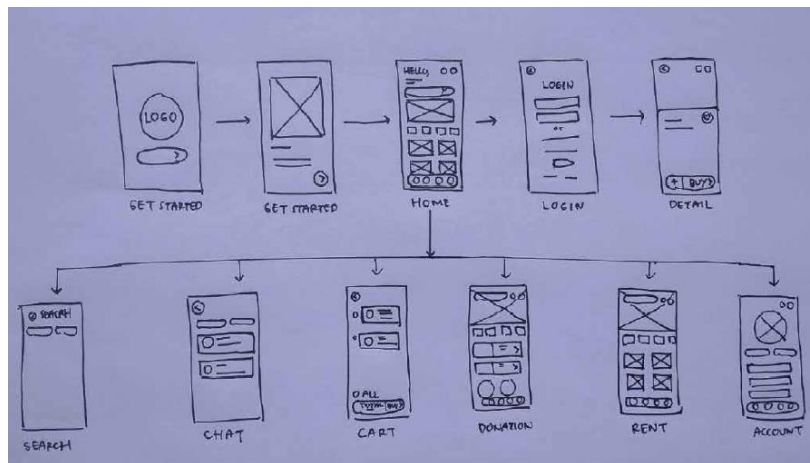 LOGO
GET STARTED
GET STARTED
HELLO,
HOME
LOGIN
or
LOGIN
BUY
DETAIL
SEARCH
SEARCH
CHAT
ALL
CART
DONATION
RENT
ACCOUNT